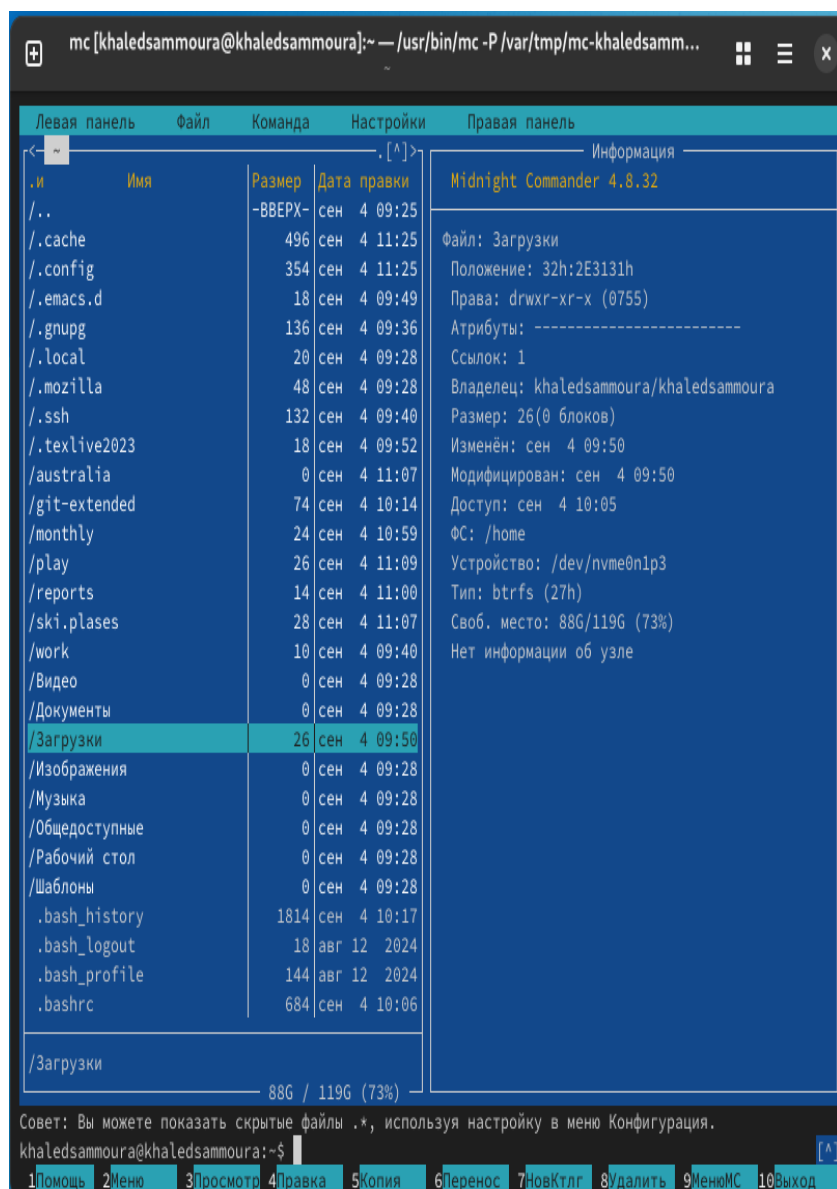 mc [khaledsammoura@khaledsammoura]:~ — /usr/bin/mc -P /var/tmp/mc-khaledsamm...
~
Левая панель Файл Команда Настройки Правая панель
<- ~ .[^]>
.и Имя Размер Дата правки
/.. -ВВЕРХ- сен 4 09:25
/.cache 496 сен 4 11:25
/.config 354 сен 4 11:25
/.emacs.d 18 сен 4 09:49
/.gnupg 136 сен 4 09:36
/.local 20 сен 4 09:28
/.mozilla 48 сен 4 09:28
/.ssh 132 сен 4 09:40
/.texlive2023 18 сен 4 09:52
/australia 0 сен 4 11:07
/git-extended 74 сен 4 10:14
/monthly 24 сен 4 10:59
/play 26 сен 4 11:09
/reports 14 сен 4 11:00
/ski.plases 28 сен 4 11:07
/work 10 сен 4 09:40
/Видео 0 сен 4 09:28
/Документы 0 сен 4 09:28
/Загрузки 26 сен 4 09:50
/Изображения 0 сен 4 09:28
/Музыка 0 сен 4 09:28
/Общедоступные 0 сен 4 09:28
/Рабочий стол 0 сен 4 09:28
/Шаблоны 0 сен 4 09:28
.bash_history 1814 сен 4 10:17
.bash_logout 18 авг 12 2024
.bash_profile 144 авг 12 2024
.bashrc 684 сен 4 10:06
/Загрузки
88G / 119G (73%)
Информация
Midnight Commander 4.8.32
Файл: Загрузки
Положение: 32h:2E3131h
Права: drwxr-xr-x (0755)
Атрибуты: -------------------------
Ссылок: 1
Владелец: khaledsammoura/khaledsammoura
Размер: 26(0 блоков)
Изменён: сен 4 09:50
Модифицирован: сен 4 09:50
Доступ: сен 4 10:05
ФС: /home
Устройство: /dev/nvme0n1p3
Тип: btrfs (27h)
Своб. место: 88G/119G (73%)
Нет информации об узле
Совет: Вы можете показать скрытые файлы .*, используя настройку в меню Конфигурация.
khaledsammoura@khaledsammoura:~$ [^]
1Помощь 2Меню 3Просмотр 4Правка 5Копия 6Перенос 7НовКтлг 8Удалить 9МенюMC 10Выход